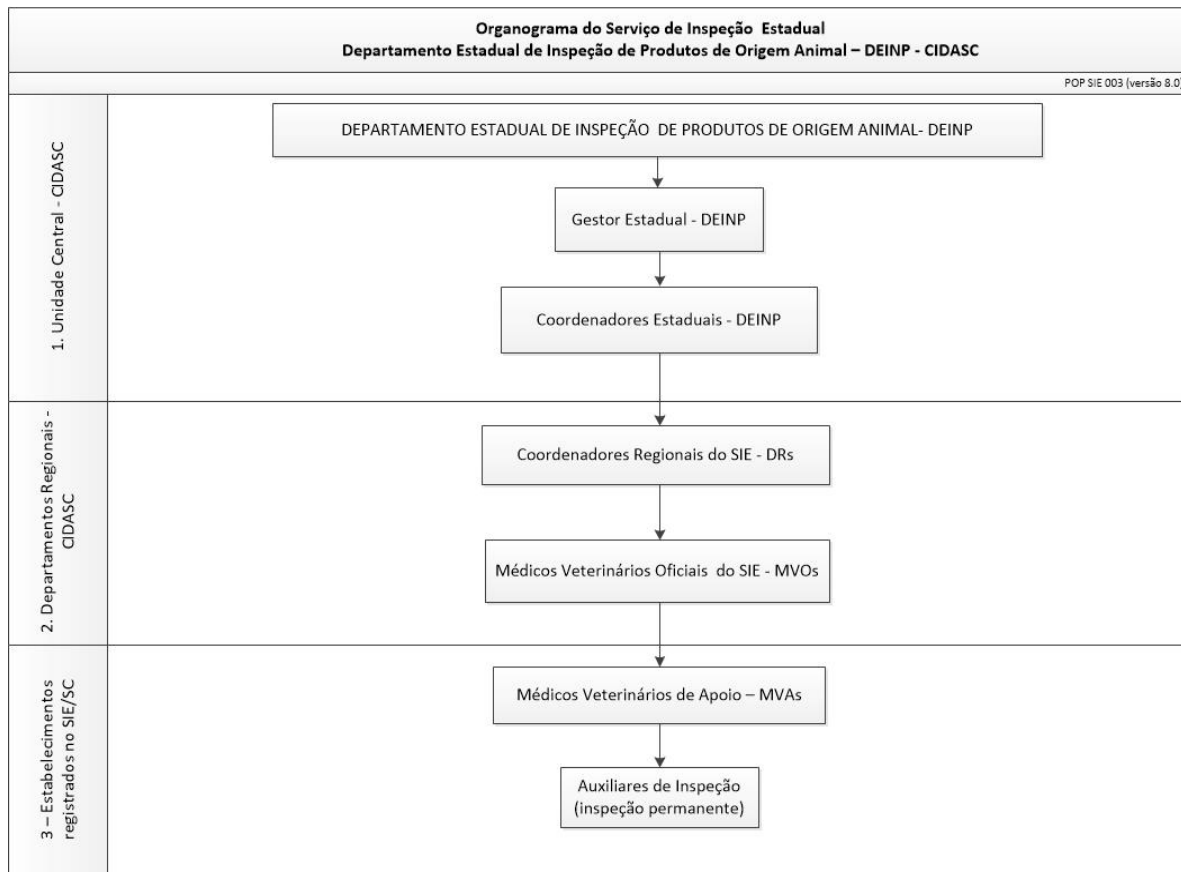 Organograma do Serviço de Inspeção Estadual
Departamento Estadual de Inspeção de Produtos de Origem Animal – DEINP - CIDASC
POP SIE 003 (versão 8.0)
1. Unidade Central - CIDASC
DEPARTAMENTO ESTADUAL DE INSPEÇÃO DE PRODUTOS DE ORIGEM ANIMAL- DEINP
Gestor Estadual - DEINP
Coordenadores Estaduais - DEINP
2. Departamentos Regionais -
CIDASC
Coordenadores Regionais do SIE - DRs
Médicos Veterinários Oficiais do SIE - MVOs
3 – Estabelecimentos
registrados no SIE/SC
Médicos Veterinários de Apoio – MVAs
Auxiliares de Inspeção
(inspeção permanente)